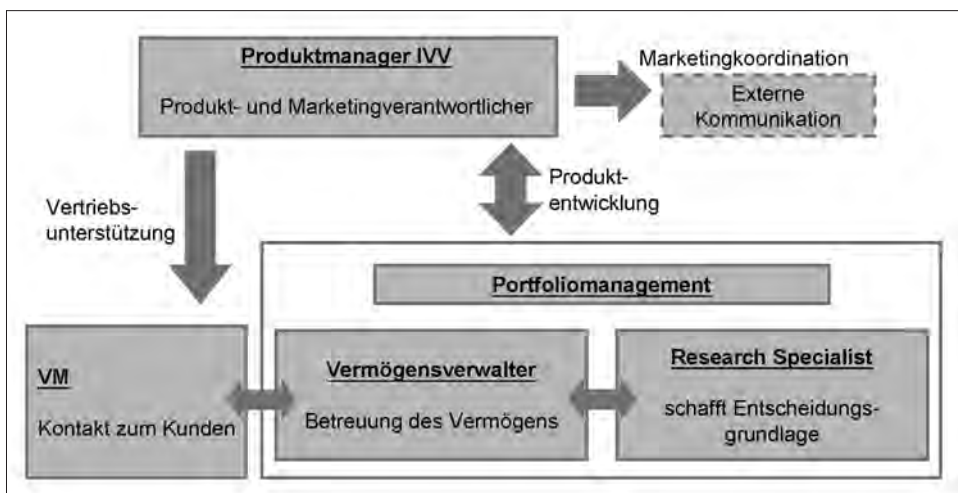 Produktmanager IVV
Produkt- und Marketingverantwortlicher
Marketingkoordination
Externe
Kommunikation
Vertriebs-
unterstützung
Produkt-
entwicklung
Portfoliomanagement
VM
Kontakt zum Kunden
Vermögensverwalter
Betreuung des Vermögens
Research Specialist
schafft Entscheidungs-
grundlage